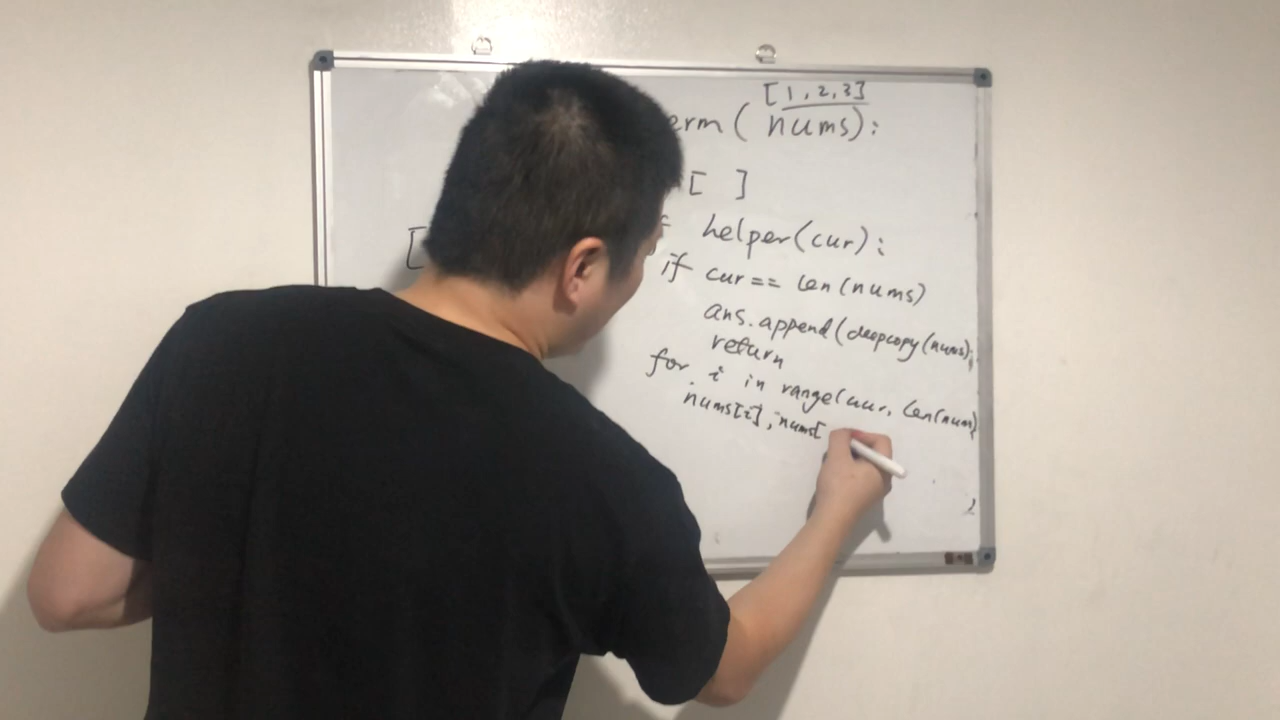 [1,2,3]
erm( nums):
[ ]
helper(cur):
if cur == len(nums)
ans.append(deepcopy(nums);
return
for i in range(cur, len(num)
nums[i], nums[
[